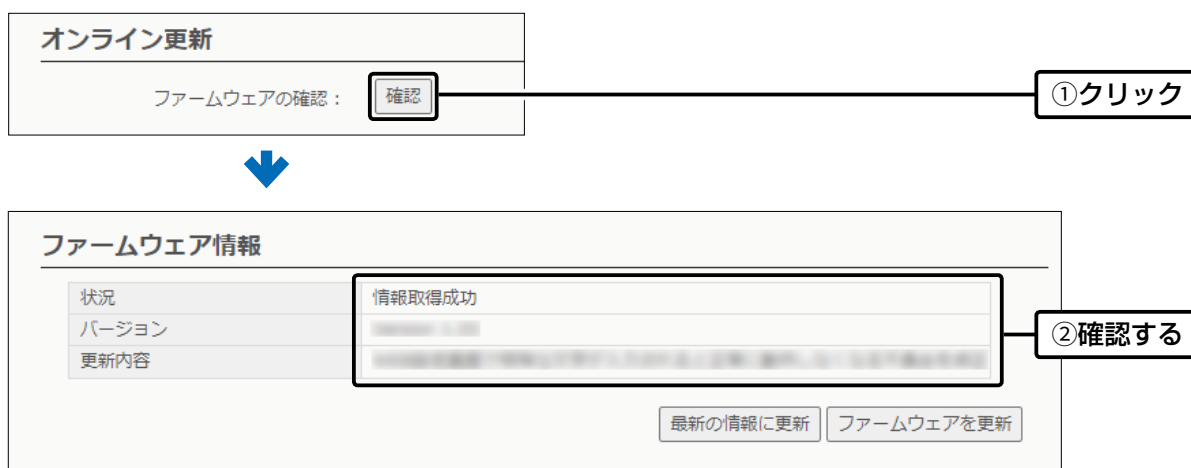 オンライン更新
ファームウェアの確認： 確認
①クリック
ファームウェア情報
状況 情報取得成功
バージョン
更新内容
②確認する
最新の情報に更新 ファームウェアを更新